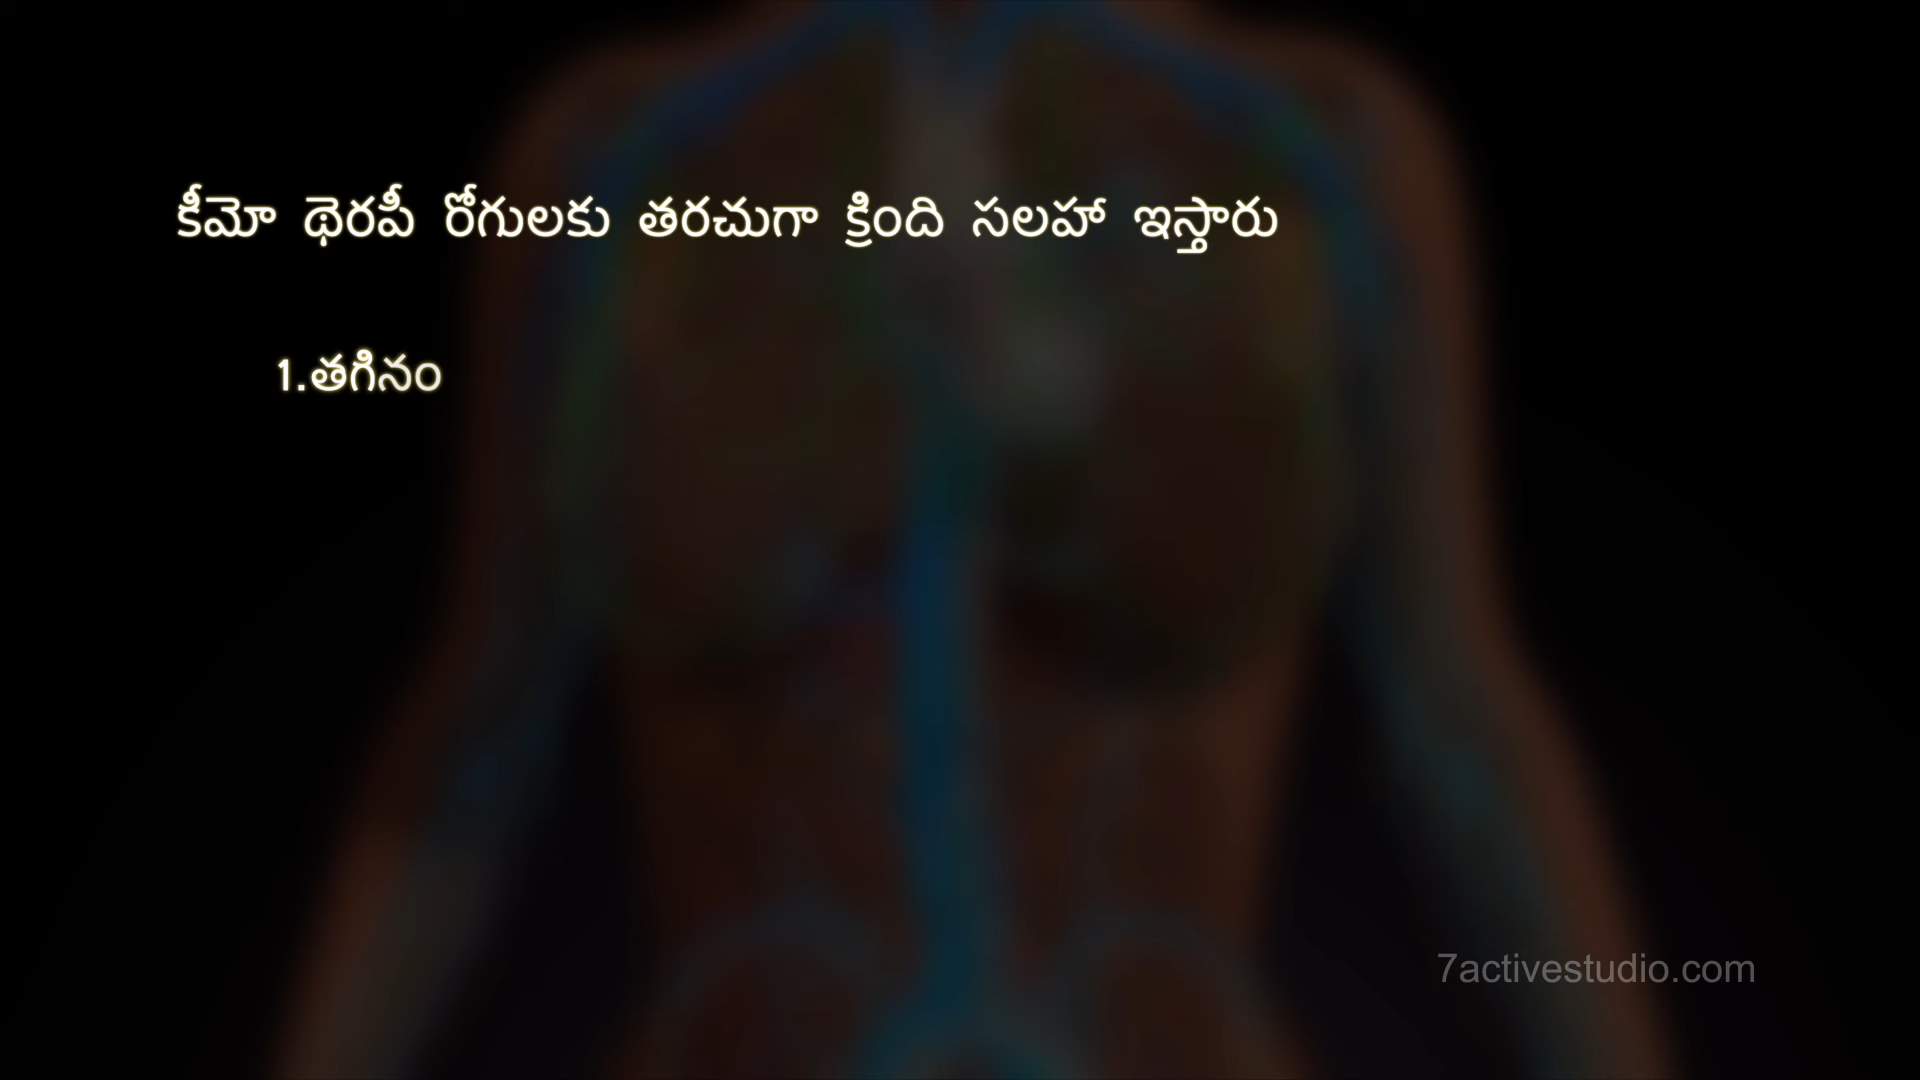 కీమో థెరపీ రోగులకు తరచుగా క్రింది సలహా ఇస్తారు
1.తగినం
7activestudio.com